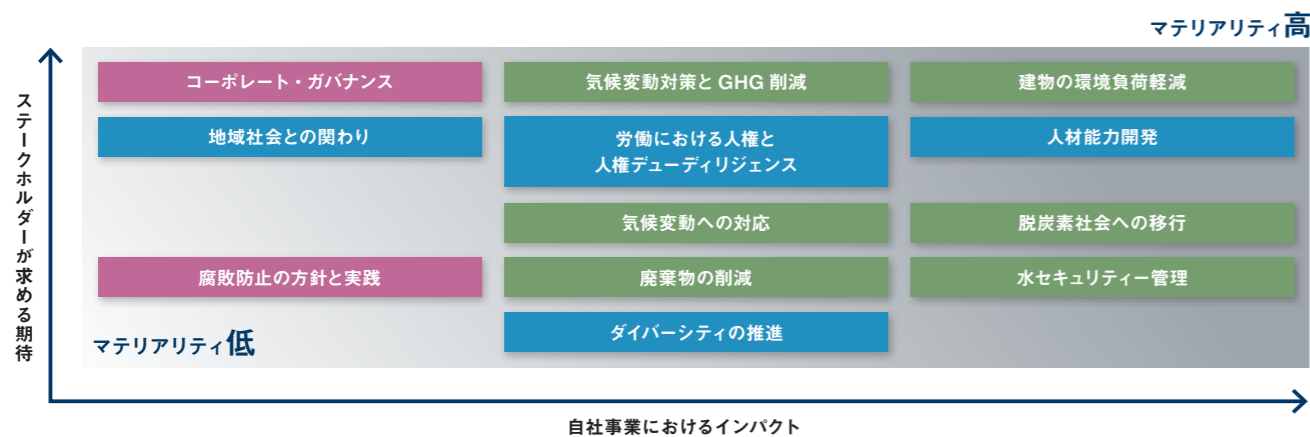 マテリアリティ高
ステークホルダーが求める期待
コーポレート・ガバナンス
気候変動対策と GHG 削減
建物の環境負荷軽減
地域社会との関わり
労働における人権と
人権デューディリジェンス
人材能力開発
気候変動への対応
脱炭素社会への移行
腐敗防止の方針と実践
廃棄物の削減
水セキュリティー管理
ダイバーシティの推進
マテリアリティ低
自社事業におけるインパクト